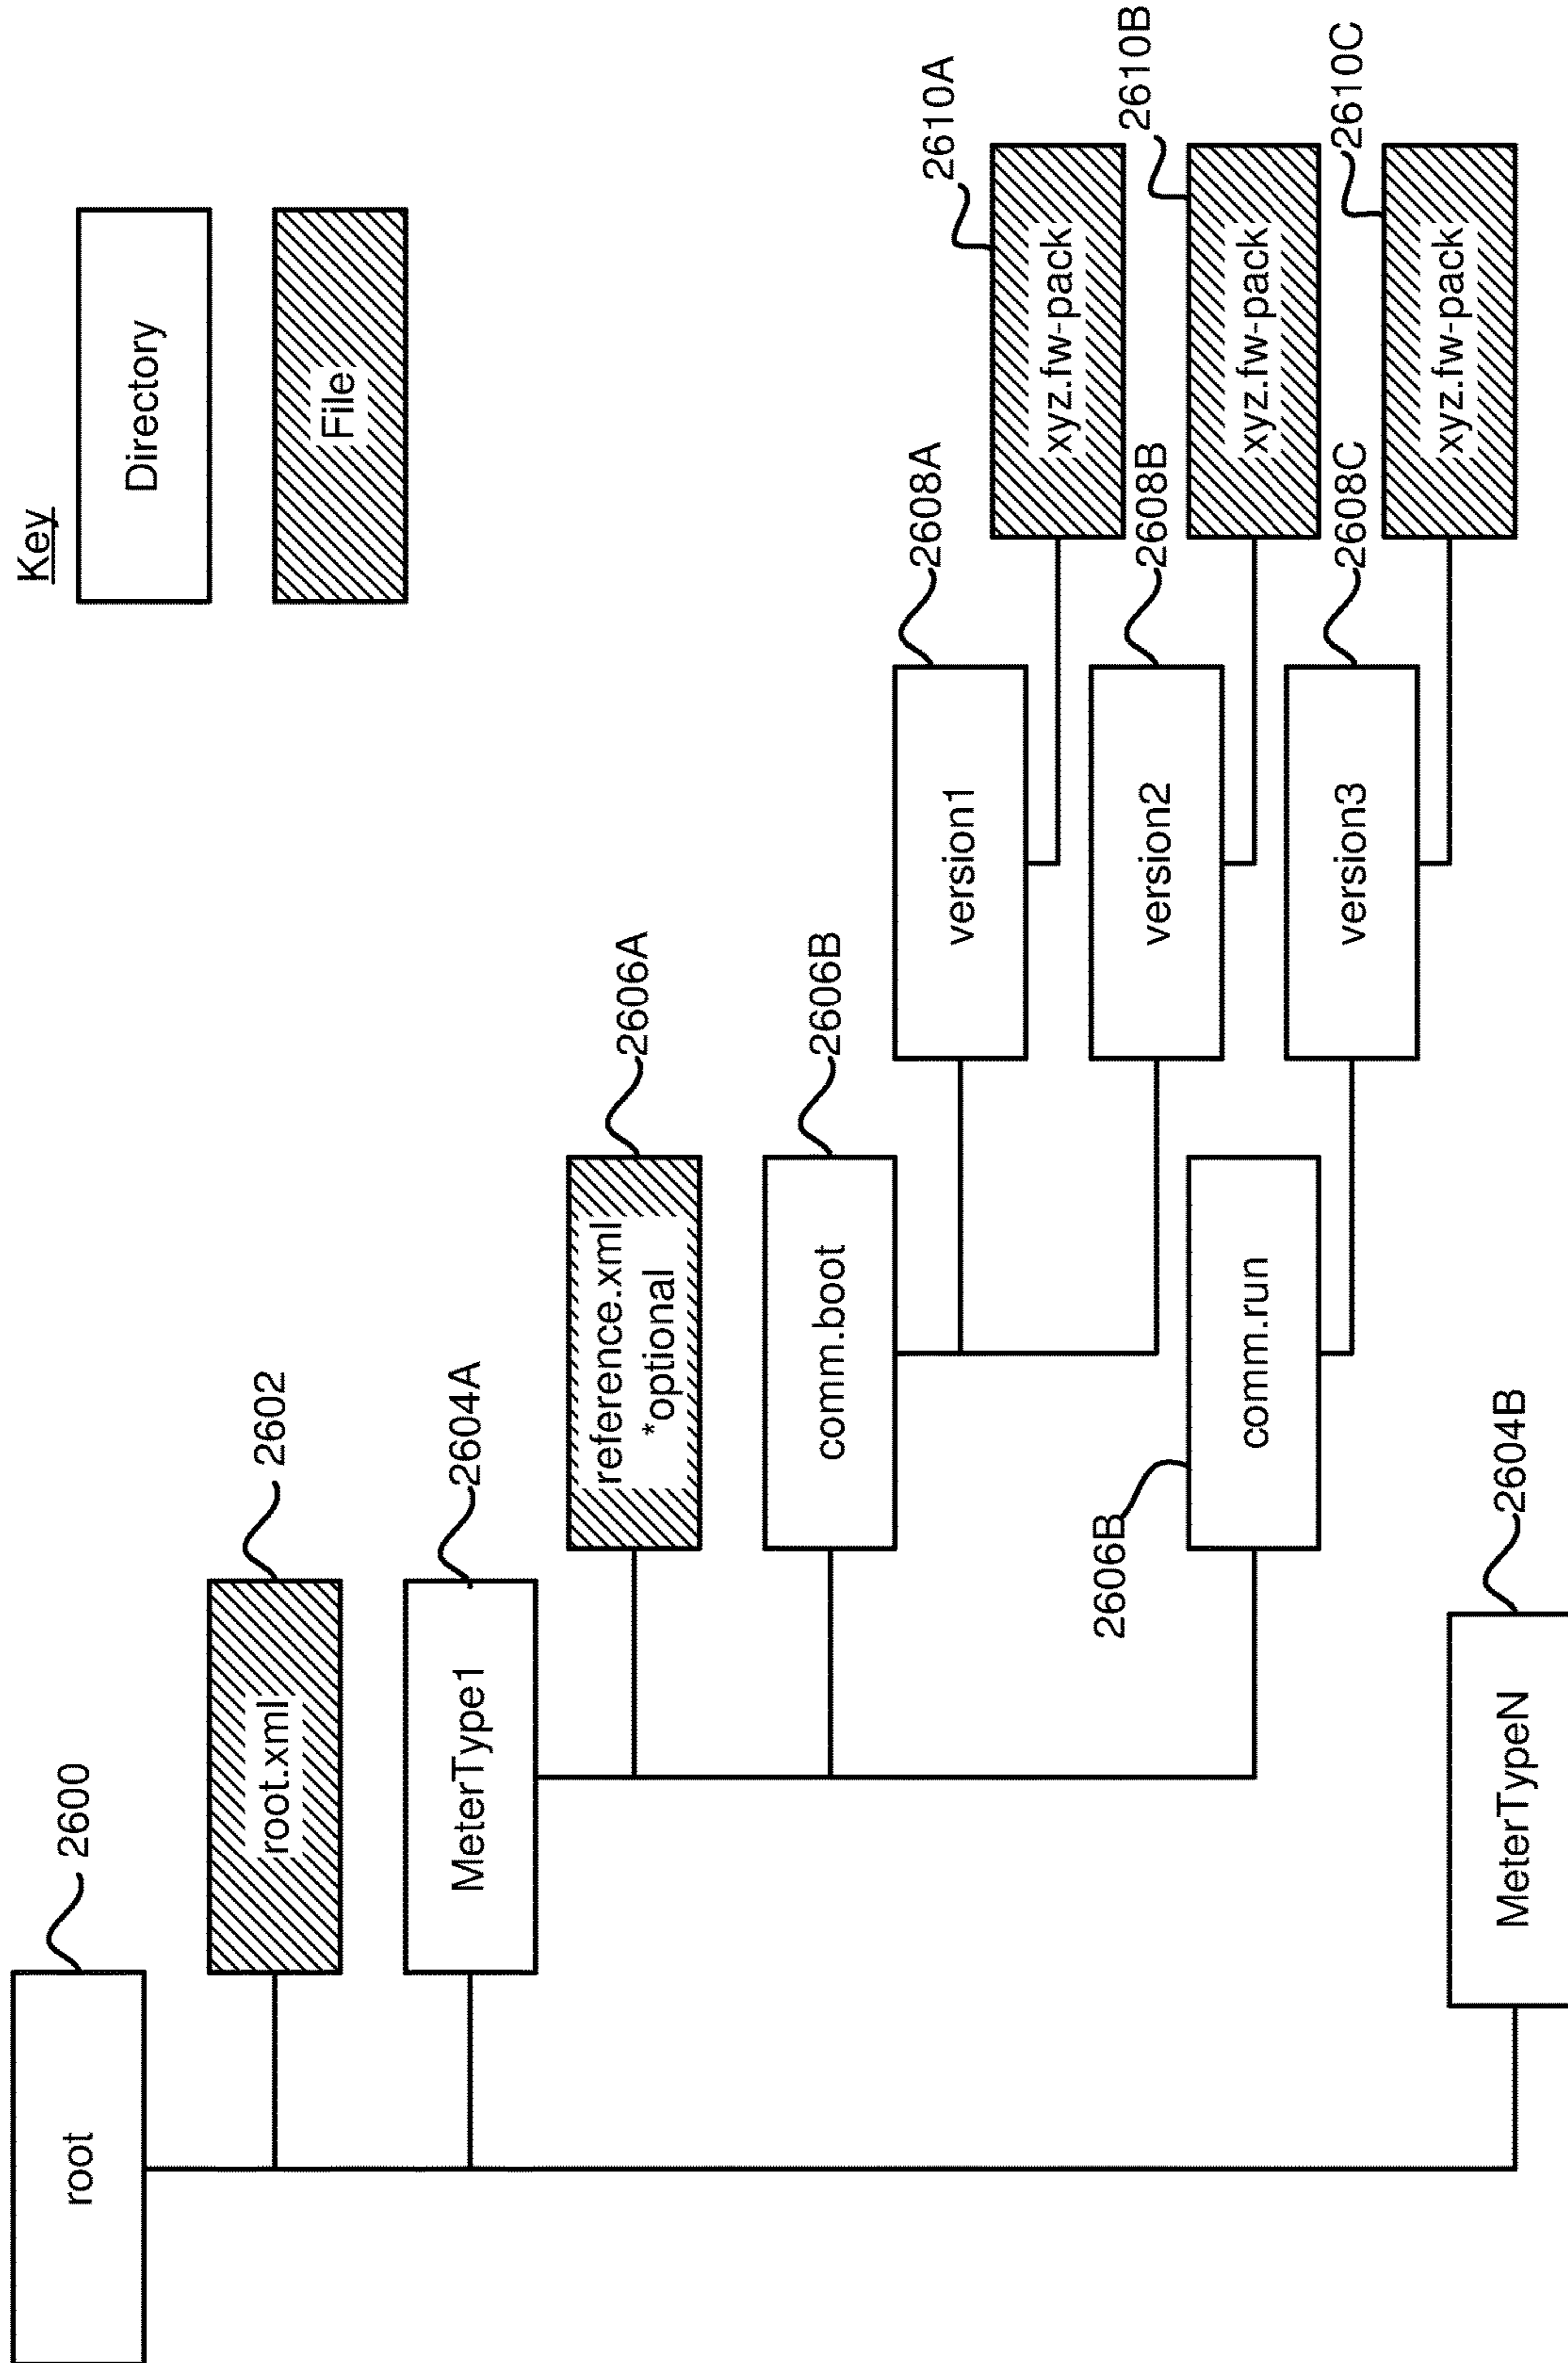 Key
Directory
File
root
2600
root.xml
2602
MeterType1
2604A
reference.xml
*optional
2606A
comm.boot
2606B
version1
2608A
xyz.fw-pack
2610A
version2
2608B
xyz.fw-pack
2610B
comm.run
2606B
version3
2608C
xyz.fw-pack
2610C
MeterTypeN
2604B